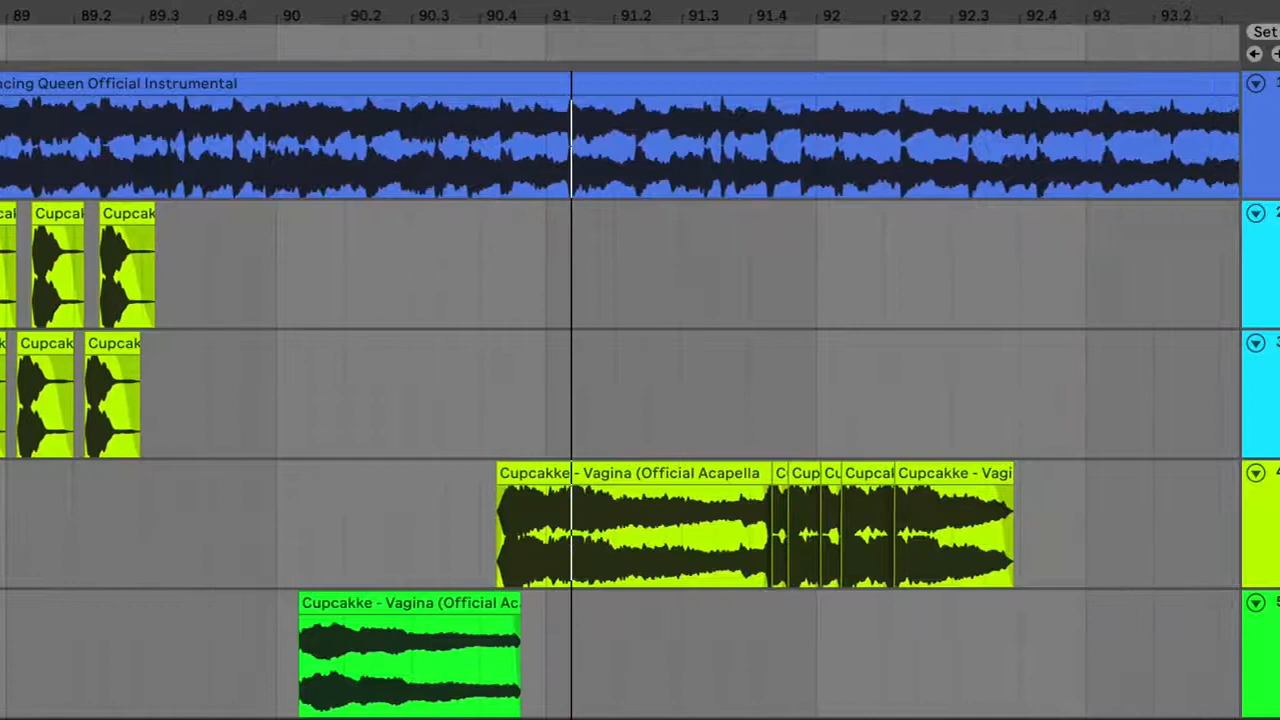 89 89.2 89.3 89.4 90 90.2 90.3 90.4 91 91.2 91.3 91.4 92 92.2 92.3 92.4 93 93.2
Set
ncing Queen Official Instrumental
Cupcak Cupcak
Cupcak Cupcak
Cupcakke - Vagina (Official Acapella C Cup Cu Cupcal Cupcakke - Vagi
Cupcakke - Vagina (Official Ac